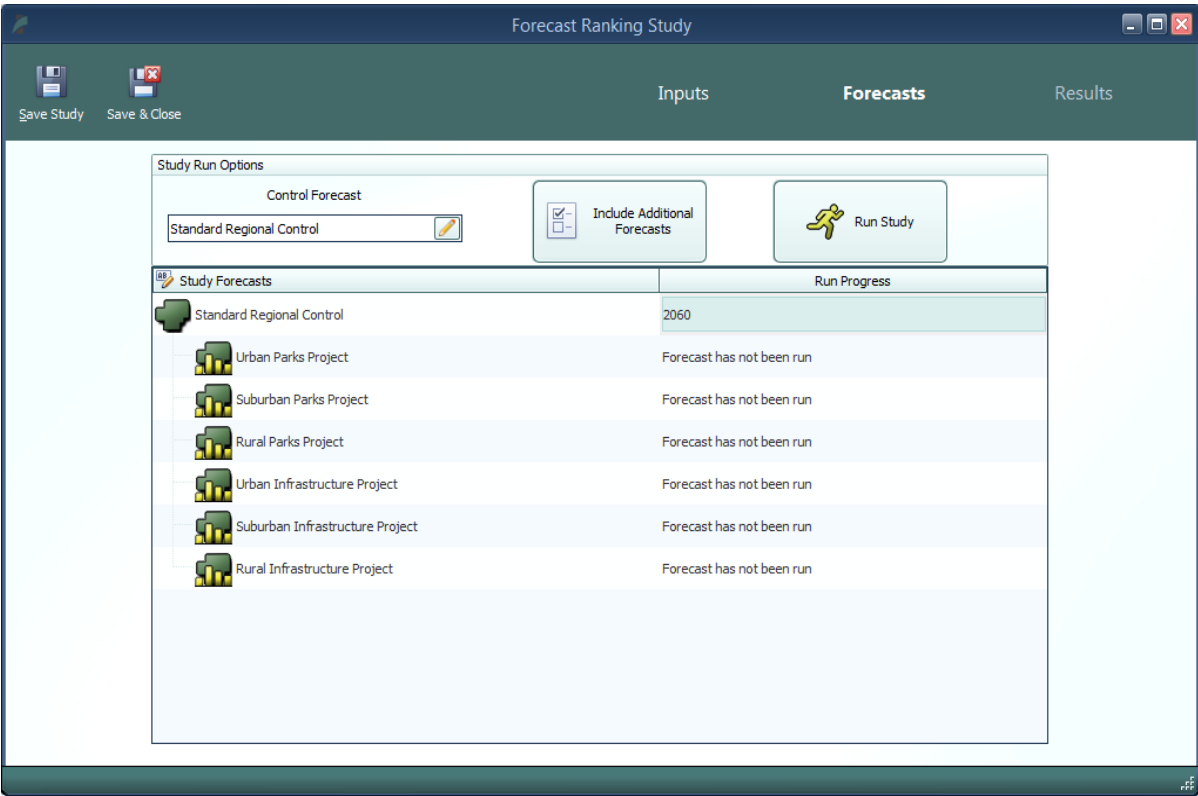 Forecast Ranking Study
Save Study
Save & Close
Inputs
Forecasts
Results
Study Run Options
Control Forecast
Standard Regional Control
Include Additional
Forecasts
Run Study
Study Forecasts
Run Progress
Standard Regional Control
2060
Urban Parks Project
Forecast has not been run
Suburban Parks Project
Forecast has not been run
Rural Parks Project
Forecast has not been run
Urban Infrastructure Project
Forecast has not been run
Suburban Infrastructure Project
Forecast has not been run
Rural Infrastructure Project
Forecast has not been run